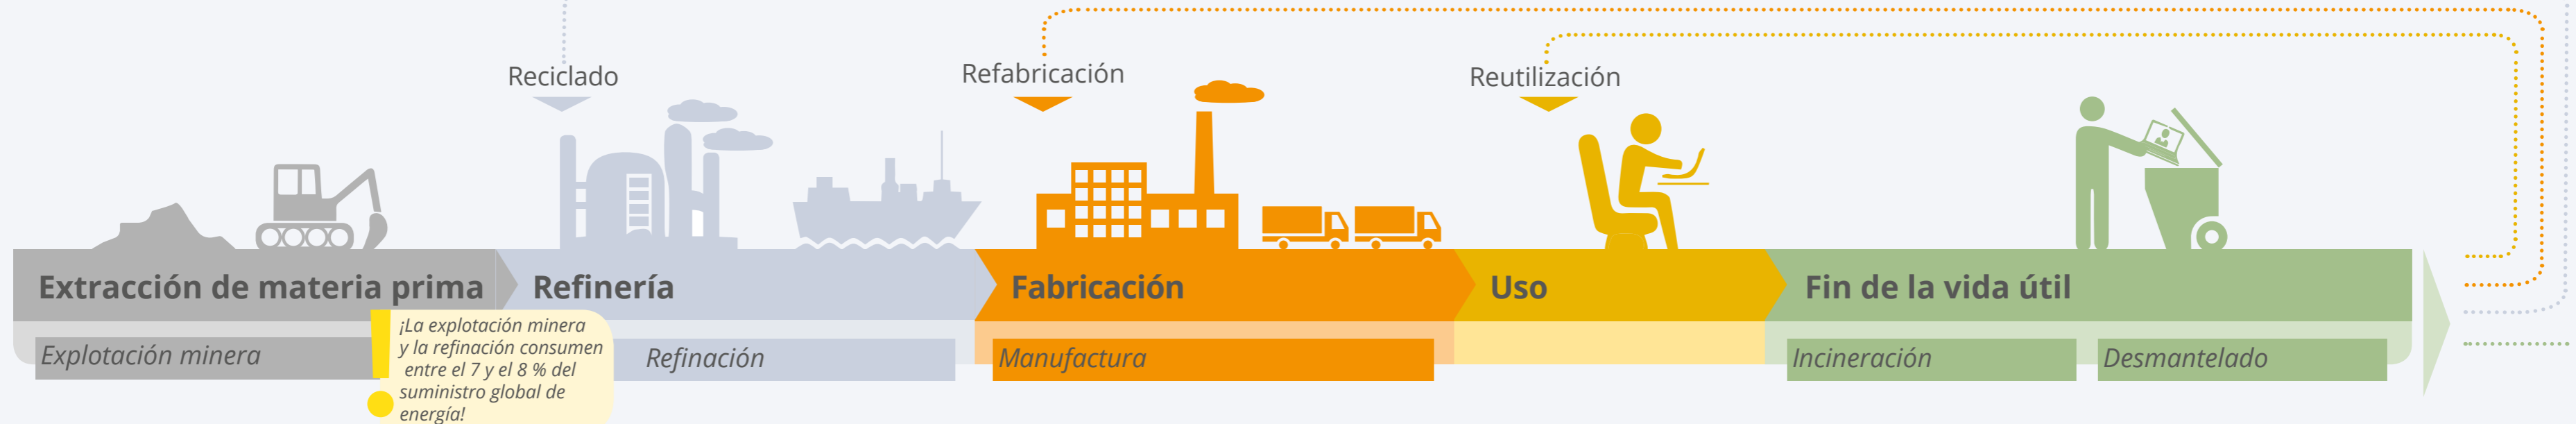 Reciclado
Refabricación
Reutilización
Extracción de materia prima
Refinería
Fabricación
Uso
Fin de la vida útil
Explotación minera
¡La explotación minera
y la refinación consumen
entre el 7 y el 8 % del
suministro global de
energía!
Refinación
Manufactura
Incineración
Desmantelado